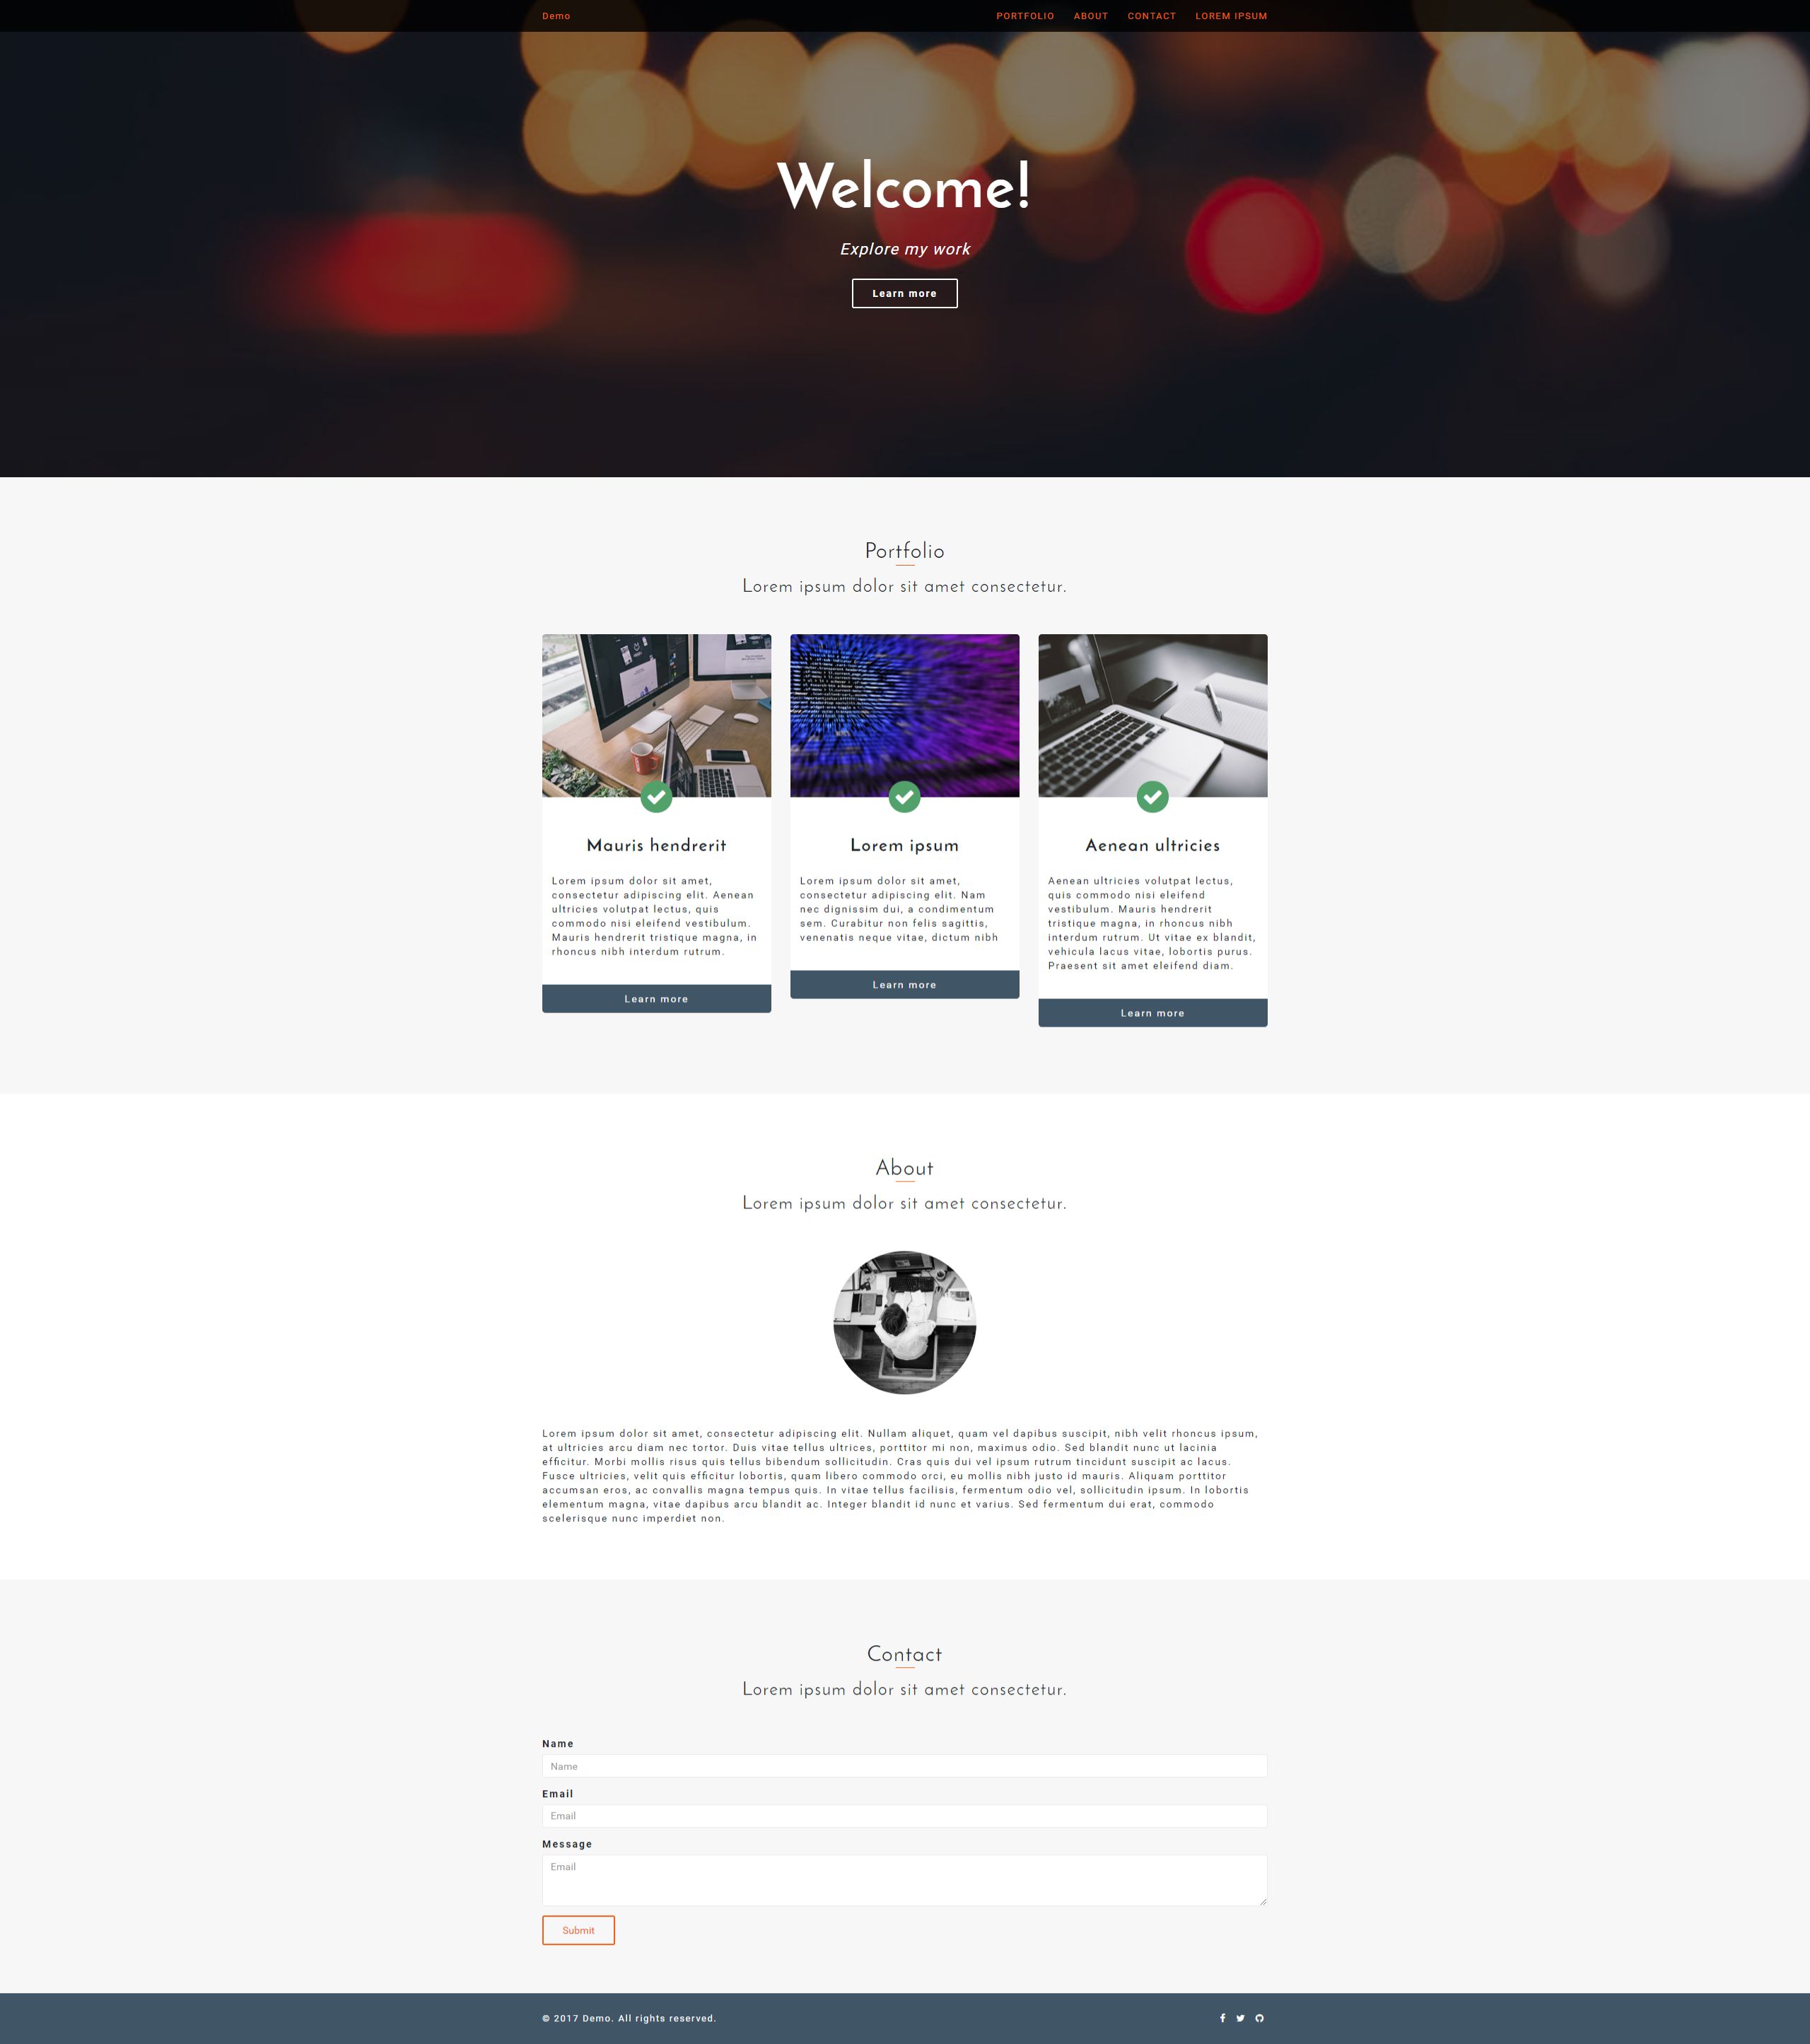 Demo
PORTFOLIO
ABOUT
CONTACT
LOREM IPSUM
Welcome!
Explore my work
Learn more
Portfolio
Lorem ipsum dolor sit amet consectetur.
Mauris hendrerit
Lorem ipsum dolor sit amet,
consectetur adipiscing elit. Aenean
ultricies volutpat lectus, quis
commodo nisi eleifend vestibulum.
Mauris hendrerit tristique magna, in
rhoncus nibh interdum rutrum.
Learn more
Lorem ipsum
Lorem ipsum dolor sit amet,
consectetur adipiscing elit. Nam
nec dignissim dui, a condimentum
sem. Curabitur non felis sagittis,
venenatis neque vitae, dictum nibh
Learn more
Aenean ultricies
Aenean ultricies volutpat lectus,
quis commodo nisi eleifend
vestibulum. Mauris hendrerit
tristique magna, in rhoncus nibh
interdum rutrum. Ut vitae ex blandit,
vehicula lacus vitae, lobortis purus.
Praesent sit amet eleifend diam.
Learn more
About
Lorem ipsum dolor sit amet consectetur.
Lorem ipsum dolor sit amet, consectetur adipiscing elit. Nullam aliquet, quam vel dapibus suscipit, nibh velit rhoncus ipsum,
at ultricies arcu diam nec tortor. Duis vitae tellus ultrices, porttitor mi non, maximus odio. Sed blandit nunc ut lacinia
efficitur. Morbi mollis risus quis tellus bibendum sollicitudin. Cras quis dui vel ipsum rutrum tincidunt suscipit ac lacus.
Fusce ultricies, velit quis efficitur lobortis, quam libero commodo orci, eu mollis nibh justo id mauris. Aliquam porttitor
accumsan eros, ac convallis magna tempus quis. In vitae tellus facilisis, fermentum odio vel, sollicitudin ipsum. In lobortis
elementum magna, vitae dapibus arcu blandit ac. Integer blandit id nunc et varius. Sed fermentum dui erat, commodo
scelerisque nunc imperdiet non.
Contact
Lorem ipsum dolor sit amet consectetur.
Name
Name
Email
Email
Message
Email
Submit
© 2017 Demo. All rights reserved.